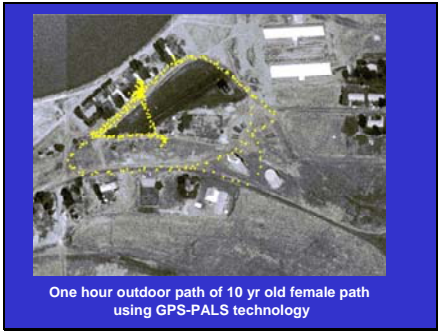 One hour outdoor path of 10 yr old female path
using GPS-PALS technology